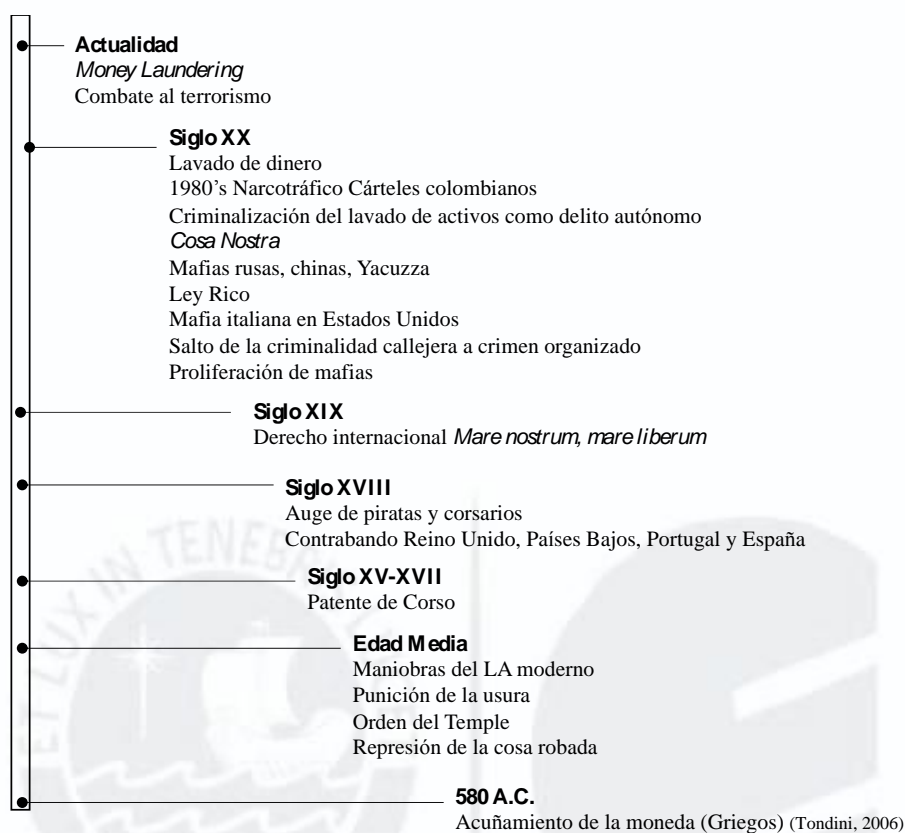 Actualidad
Money Laundering
Combate al terrorismo
Siglo XX
Lavado de dinero
1980’s Narcotráfico Cárteles colombianos
Criminalización del lavado de activos como delito autónomo
Cosa Nostra
Mafias rusas, chinas, Yacuzza
Ley Rico
Mafia italiana en Estados Unidos
Salto de la criminalidad callejera a crimen organizado
Proliferación de mafias
Siglo XIX
Derecho internacional Mare nostrum, mare liberum
Siglo XVIII
Auge de piratas y corsarios
Contrabando Reino Unido, Países Bajos, Portugal y España
Siglo XV-XVII
Patente de Corso
Edad Media
Maniobras del LA moderno
Punición de la usura
Orden del Temple
Represión de la cosa robada
580 A.C.
Acuñamiento de la moneda (Griegos) (Tondini, 2006)
ET LUX IN TENEB